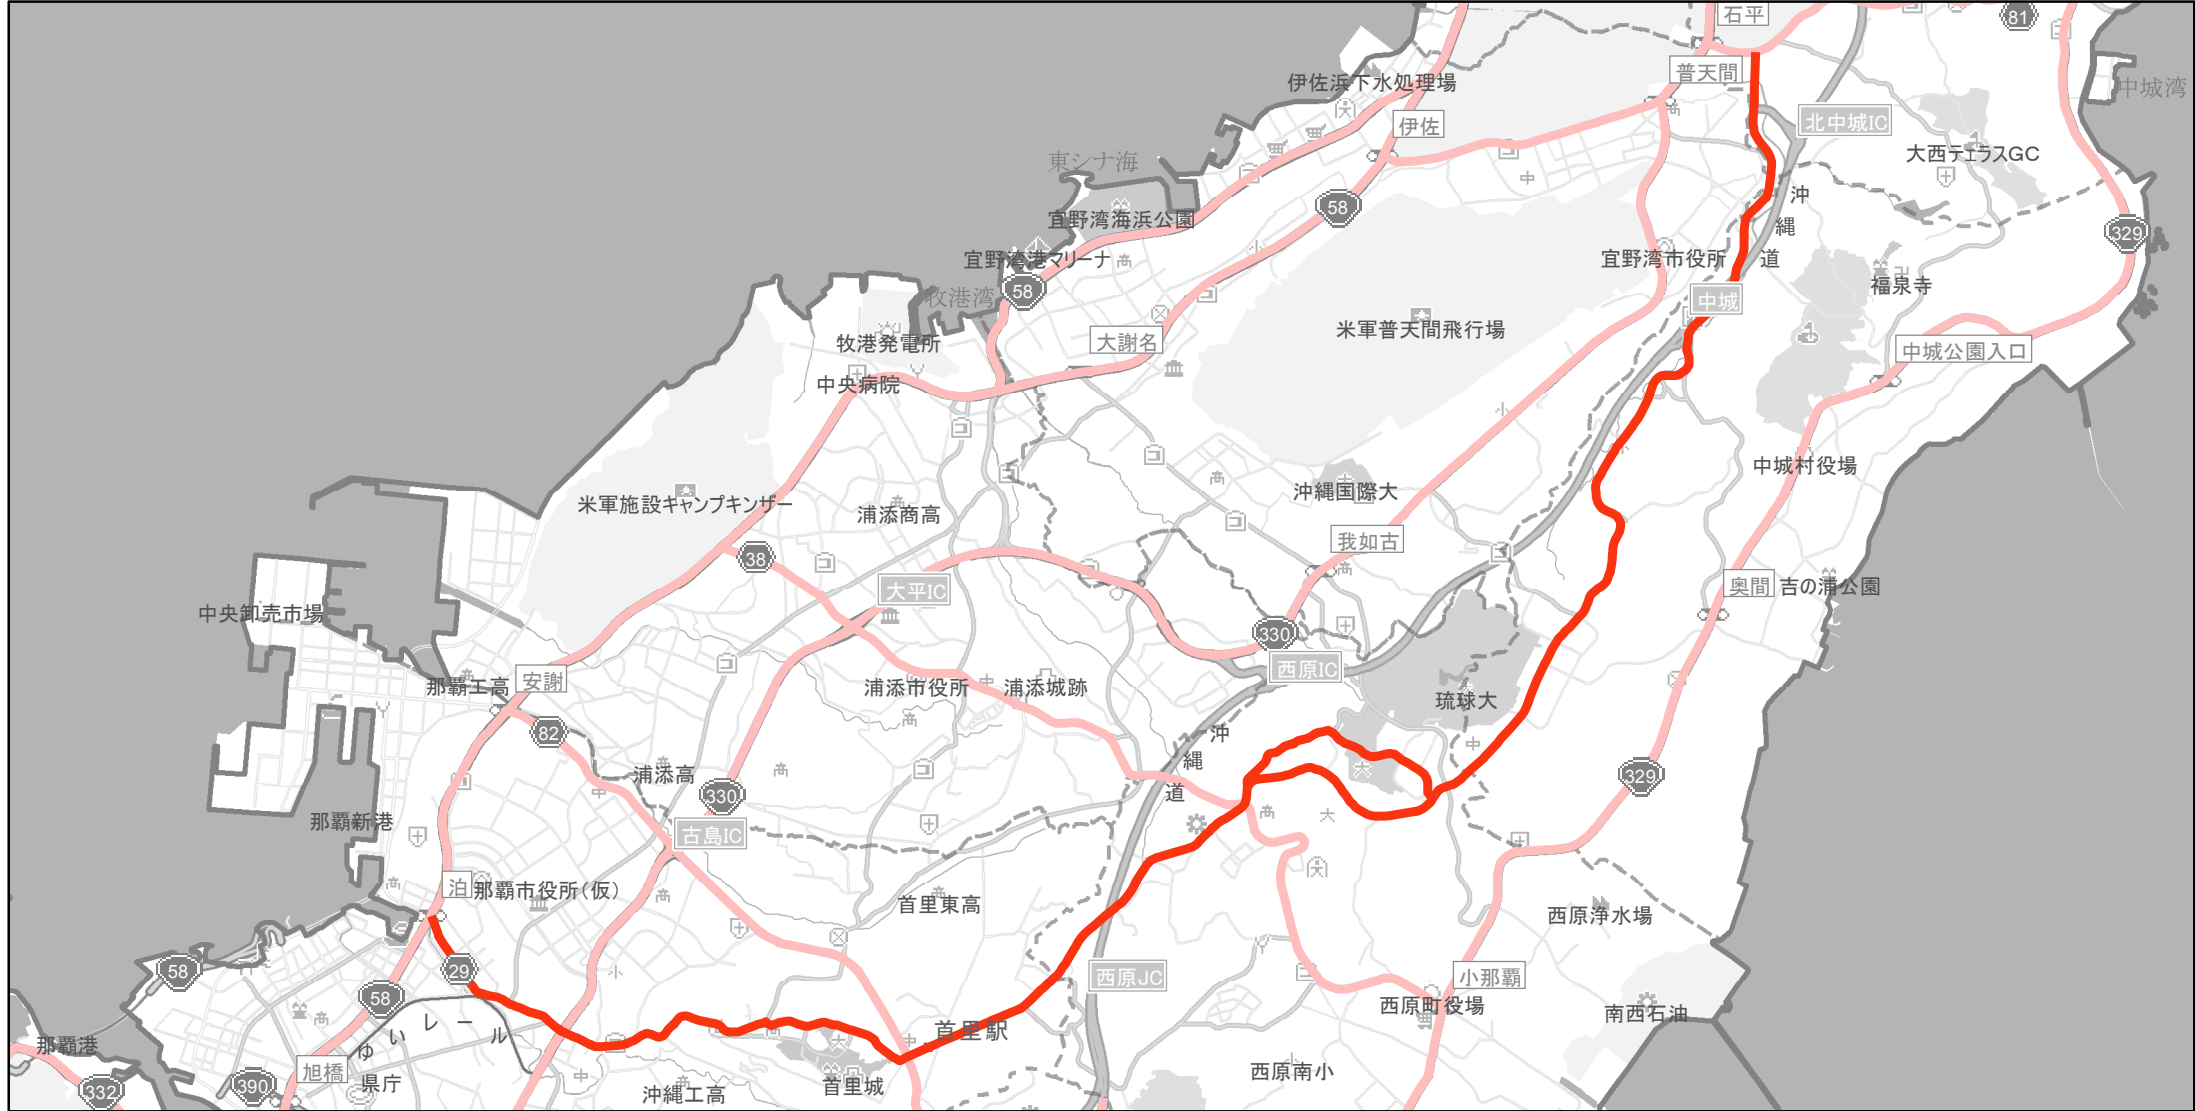 石平
81
普天間
中城湾
伊佐浜下水処理場
北中城IC
伊佐
大西テェラスGC
東シナ海
沖
縄
道
58
宜野湾海浜公園
329
宜野湾市役所
宜野湾港マリーナ
福泉寺
58
牧港湾
中城
米軍普天間飛行場
大謝名
牧港発電所
中城公園入口
中央病院
中城村役場
沖縄国際大
米軍施設キャンプキンザー
浦添商高
我如古
38
大平IC
奥間
吉の浦公園
中央卸売市場
330
西原IC
安謝
那覇工高
浦添市役所
浦添城跡
琉球大
82
沖
縄
道
浦添高
329
330
那覇新港
古島IC
泊
那覇市役所(仮)
首里東高
西原浄水場
58
29
西原JC
小那覇
58
西原町役場
南西石油
ゆいレール
首里駅
那覇港
旭橋
332
390
県庁
沖縄工高
首里城
西原南小